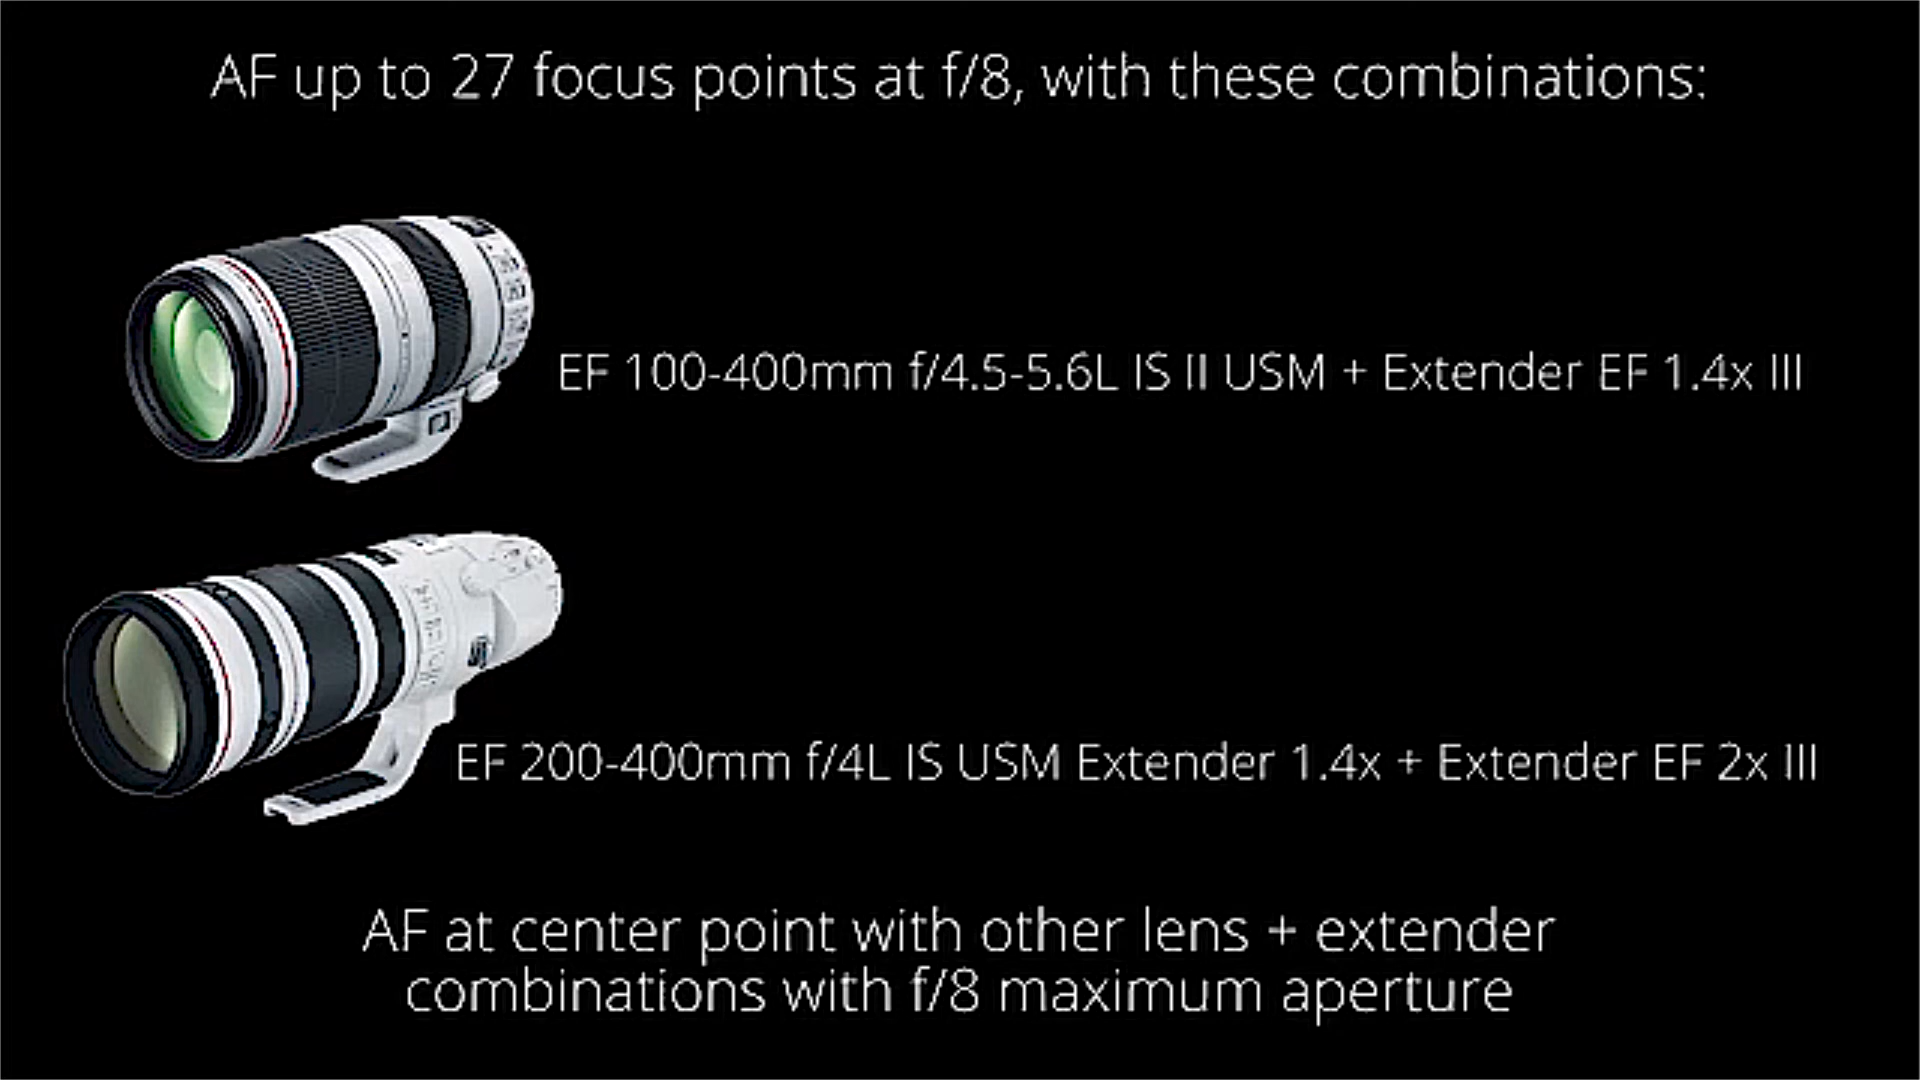 AF up to 27 focus points at f/8, with these combinations:
EF 100-400mm f/4.5-5.6L IS II USM + Extender EF 1.4x III
EF 200-400mm f/4L IS USM Extender 1.4x + Extender EF 2x III
AF at center point with other lens + extender
combinations with f/8 maximum aperture